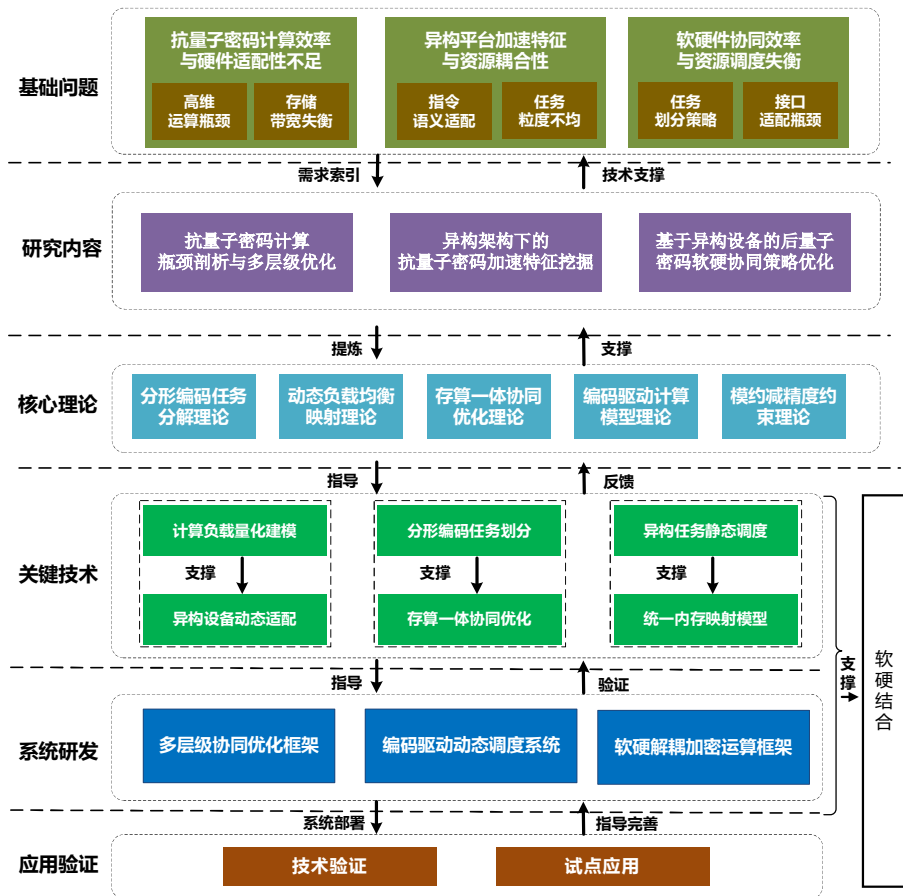 基础问题
抗量子密码计算效率
与硬件适配性不足
高维
运算瓶颈
存储
带宽失衡
异构平台加速特征
与资源耦合性
指令
语义适配
任务
粒度不均
软硬件协同效率
与资源调度失衡
任务
划分策略
接口
适配瓶颈
需求索引
技术支撑
研究内容
抗量子密码计算
瓶颈剖析与多层级优化
异构架构下的
抗量子密码加速特征挖掘
基于异构设备的后量子
密码软硬协同策略优化
提炼
支撑
核心理论
分形编码任务
分解理论
动态负载均衡
映射理论
存算一体协同
优化理论
编码驱动计算
模型理论
模约减精度约
束理论
指导
反馈
关键技术
计算负载量化建模
支撑
异构设备动态适配
分形编码任务划分
支撑
存算一体协同优化
异构任务静态调度
支撑
统一内存映射模型
指导
验证
系统研发
多层级协同优化框架
编码驱动动态调度系统
软硬解耦加密运算框架
系统部署
指导完善
应用验证
技术验证
试点应用
支撑
软硬结合